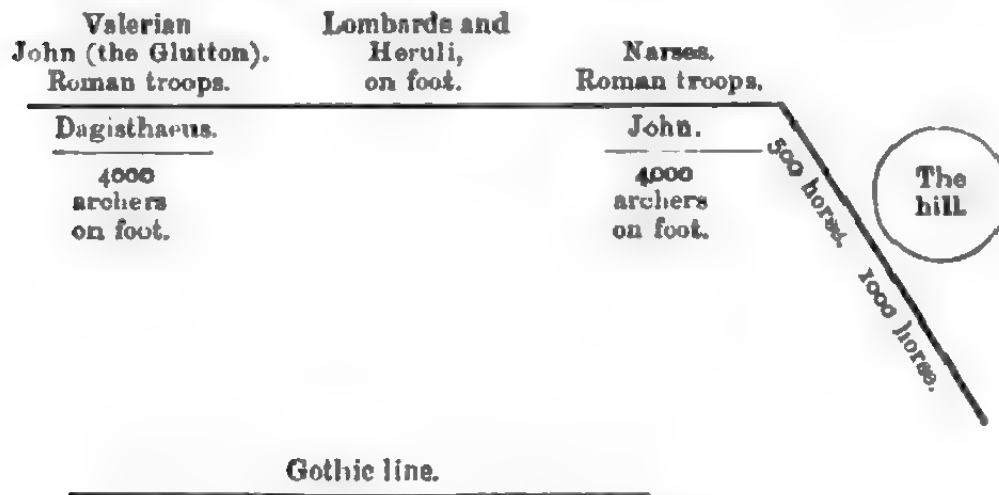 Valerian
John (the Glutton).
Roman troops.
Lombards and
Heruli,
on foot.
Narses.
Roman troops.
Dagisthaeus.
4000
archers
on foot.
John.
4000
archers
on foot.
500 horse.
1000 horse.
The
hill.
Gothic line.